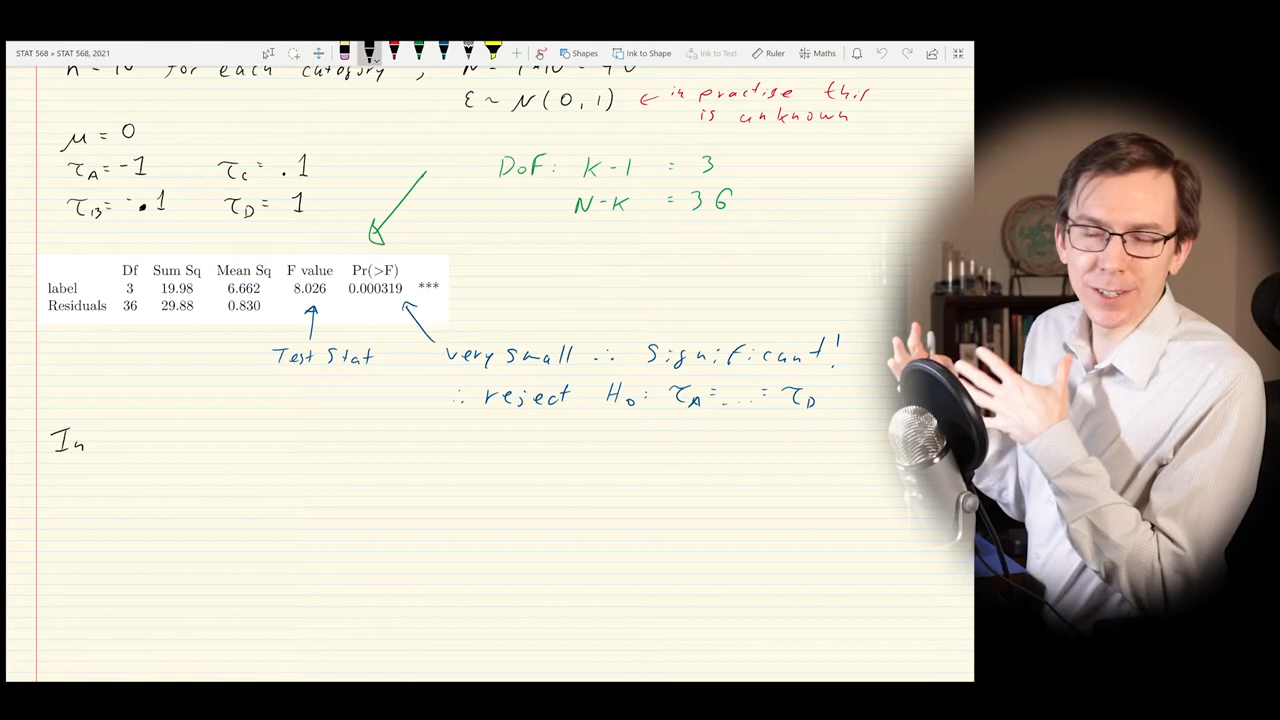 STAT 568 » STAT 568, 2021
Shapes
Ink to Shape
Ink to Text
Ruler
Maths
for each category,
ε ~ N(0,1) ← in practise this
is unknown
μ = 0
τA = -1 τC = .1
τB = -.1 τD = 1
DoF: K-1 = 3
N-K = 36
Df Sum Sq Mean Sq F value Pr(>F)
label 3 19.98 6.662 8.026 0.000319 ***
Residuals 36 29.88 0.830
Test Stat
very small ∴ Significant!
∴ reject H0: τA = ... = τD
In